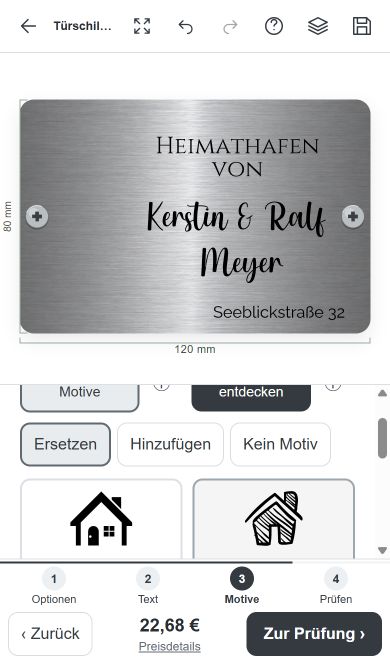 Türschil...
HEIMATHAFEN
VON
Kerstin & Ralf
Meyer
Seeblickstraße 32
80 mm
120 mm
Motive
entdecken
Ersetzen
Hinzufügen
Kein Motiv
1
2
3
4
Optionen
Text
Motive
Prüfen
‹ Zurück
22,68 €
Preisdetails
Zur Prüfung ›